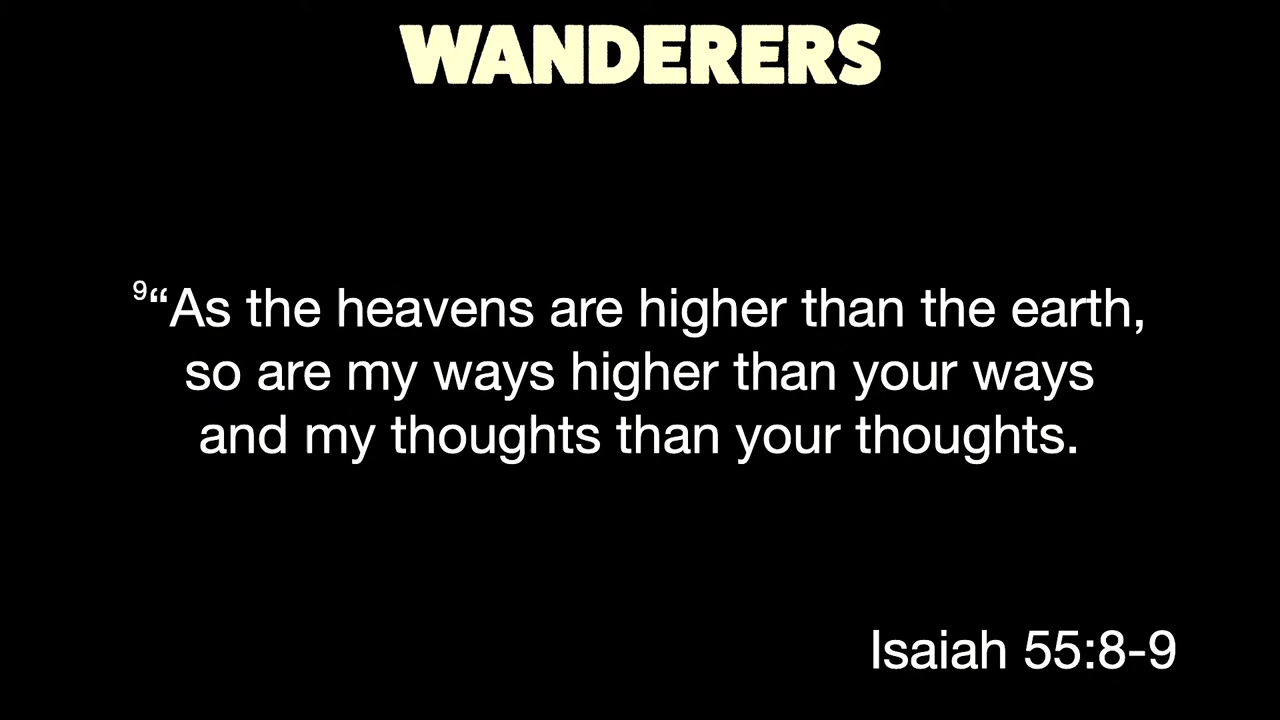 WANDERERS
⁹“As the heavens are higher than the earth,
so are my ways higher than your ways
and my thoughts than your thoughts.
Isaiah 55:8-9